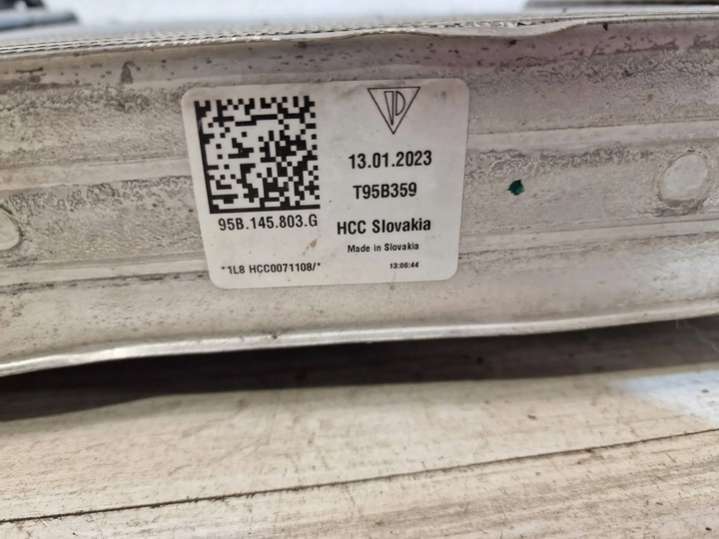 13.01.2023
T95B359
95B.145.803.G
HCC Slovakia
Made in Slovakia
*1L8 HCC0071108/*
13:06:44